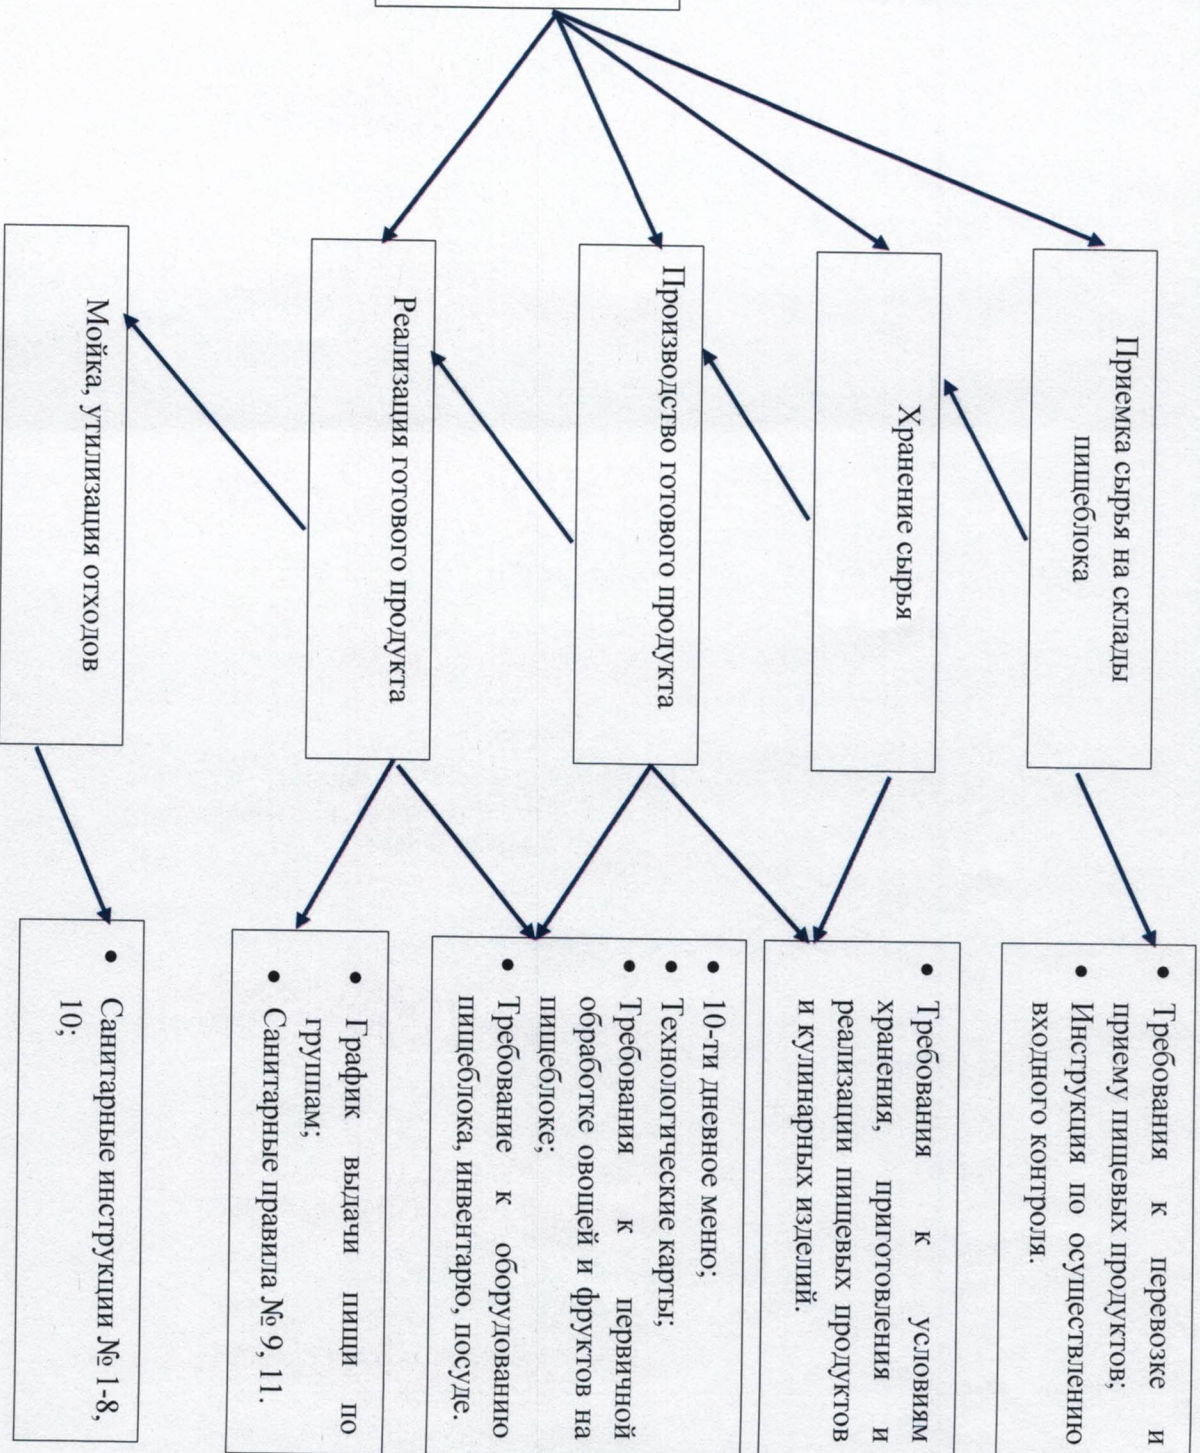 Приемка сырья на склады
пищеблока
Хранение сырья
Производство готового продукта
Реализация готового продукта
Мойка, утилизация отходов
• Требования к перевозке и
приему пищевых продуктов;
• Инструкция по осуществлению
входного контроля.
• Требования к условиям
хранения, приготовления и
реализации пищевых продуктов
и кулинарных изделий.
• 10-ти дневное меню;
• Технологические карты;
• Требования к первичной
обработке овощей и фруктов на
пищеблоке;
• Требование к оборудованию
пищеблока, инвентарю, посуде.
• График выдачи пищи по
группам;
• Санитарные правила № 9, 11.
• Санитарные инструкции № 1-8,
10;